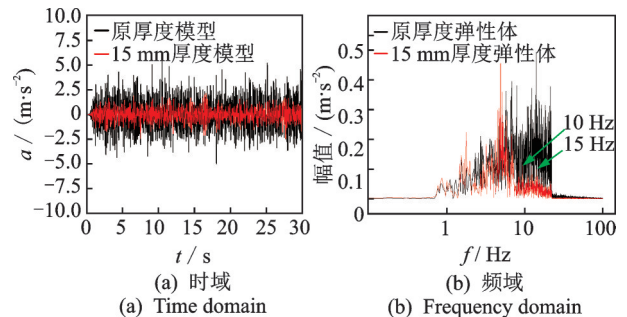 原厚度模型
15 mm厚度模型
10.0
7.5
5.0
2.5
0
−2.5
−5.0
−7.5
−10.0
a / (m·s⁻²)
0 5 10 15 20 25 30
t / s
(a) 时域
(a) Time domain
原厚度弹性体
15 mm厚度弹性体
0.5
0.4
0.3
0.2
0.1
幅值 / (m·s⁻²)
10 Hz
15 Hz
1 10 100
f / Hz
(b) 频域
(b) Frequency domain